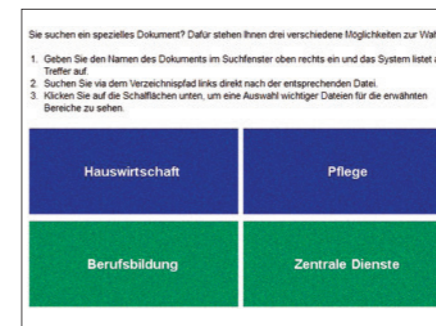 Sie suchen ein spezielles Dokument? Dafür stehen Ihnen drei verschiedene Möglichkeiten zur Wah
1. Geben Sie den Namen des Dokuments im Suchfenster oben rechts ein und das System listet a
Treffer auf.
2. Suchen Sie via dem Verzeichnispfad links direkt nach der entsprechenden Datei.
3. Klicken Sie auf die Schaltflächen unten, um eine Auswahl wichtiger Dateien für die erwähnten
Bereiche zu sehen.
Hauswirtschaft
Pflege
Berufsbildung
Zentrale Dienste